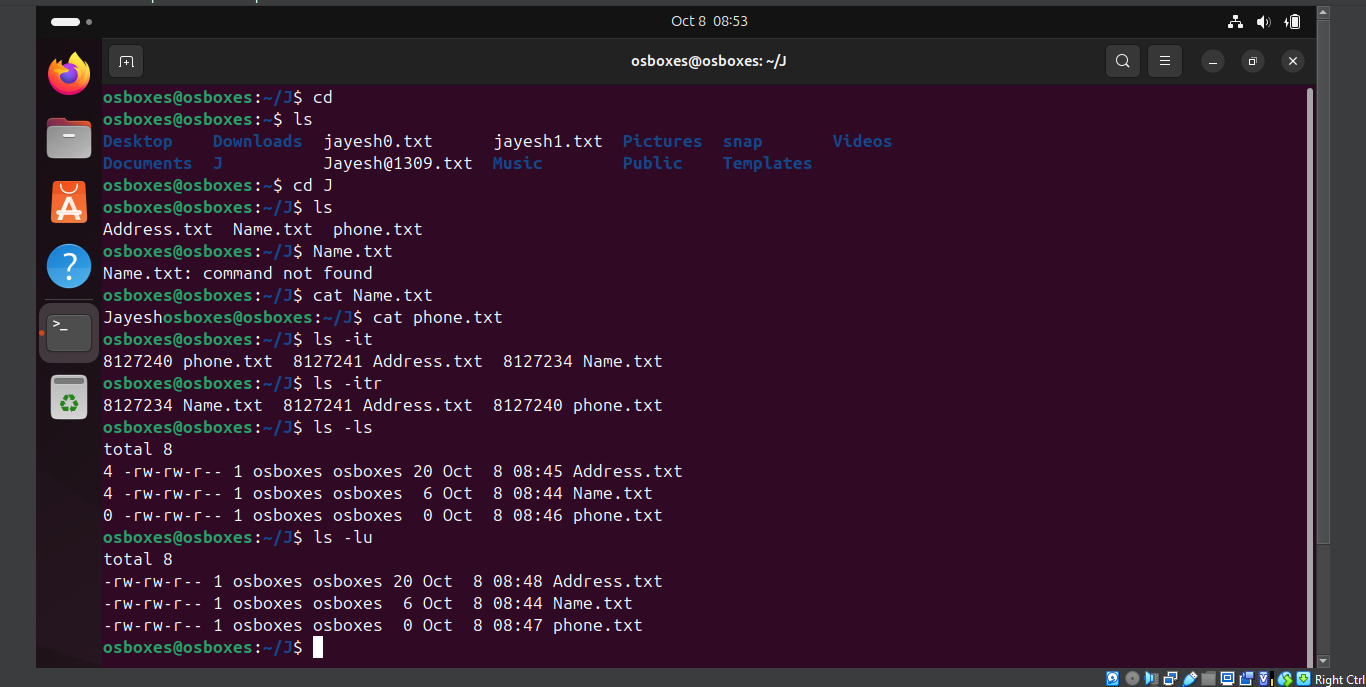 Oct 8 08:53
osboxes@osboxes: ~/J
osboxes@osboxes:~/J$ cd
osboxes@osboxes:~$ ls
Desktop    Downloads  jayesh0.txt      jayesh1.txt  Pictures  snap       Videos
Documents  J          Jayesh@1309.txt  Music        Public    Templates
osboxes@osboxes:~$ cd J
osboxes@osboxes:~/J$ ls
Address.txt  Name.txt  phone.txt
osboxes@osboxes:~/J$ Name.txt
Name.txt: command not found
osboxes@osboxes:~/J$ cat Name.txt
Jayeshosboxes@osboxes:~/J$ cat phone.txt
osboxes@osboxes:~/J$ ls -it
8127240 phone.txt  8127241 Address.txt  8127234 Name.txt
osboxes@osboxes:~/J$ ls -itr
8127234 Name.txt  8127241 Address.txt  8127240 phone.txt
osboxes@osboxes:~/J$ ls -ls
total 8
4 -rw-rw-r-- 1 osboxes osboxes 20 Oct  8 08:45 Address.txt
4 -rw-rw-r-- 1 osboxes osboxes  6 Oct  8 08:44 Name.txt
0 -rw-rw-r-- 1 osboxes osboxes  0 Oct  8 08:46 phone.txt
osboxes@osboxes:~/J$ ls -lu
total 8
-rw-rw-r-- 1 osboxes osboxes 20 Oct  8 08:48 Address.txt
-rw-rw-r-- 1 osboxes osboxes  6 Oct  8 08:44 Name.txt
-rw-rw-r-- 1 osboxes osboxes  0 Oct  8 08:47 phone.txt
osboxes@osboxes:~/J$
Right Ctrl